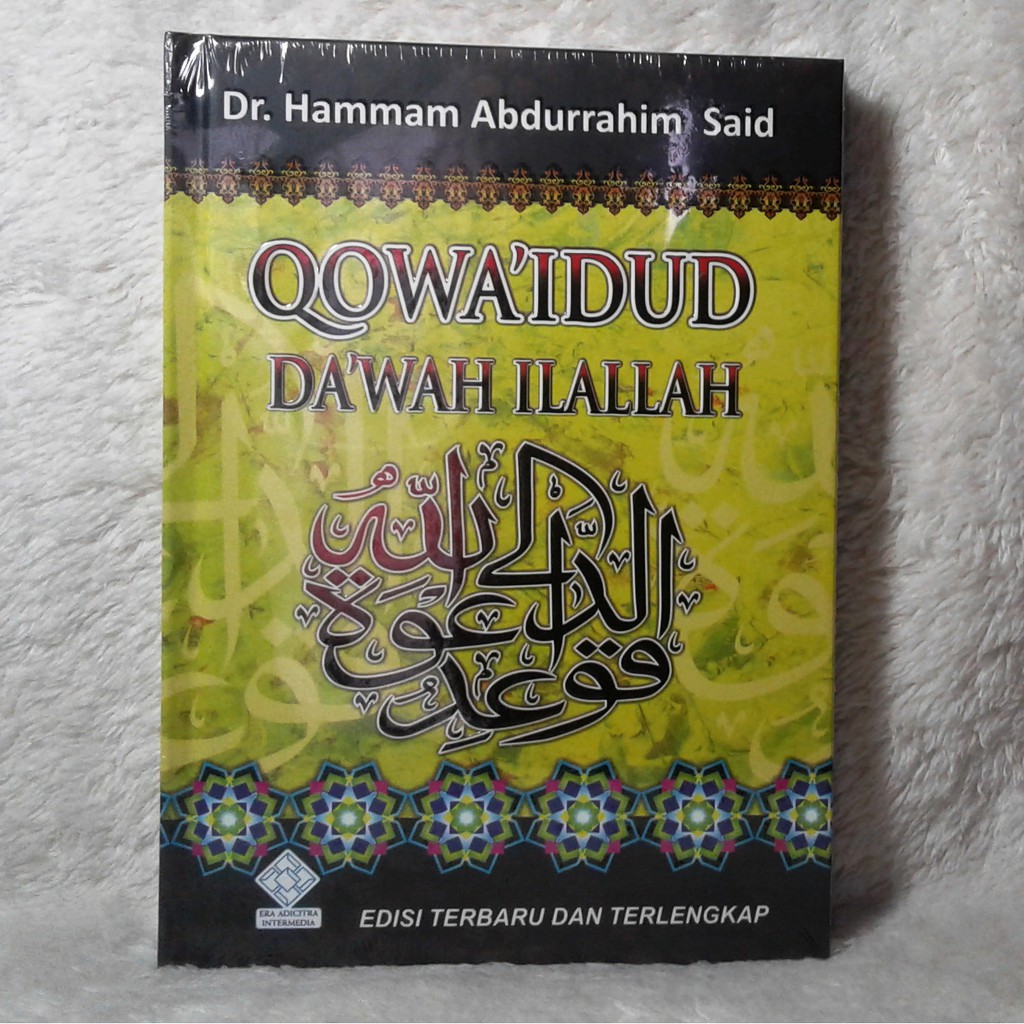 Dr. Hammam Abdurrahim Said
QOWA'IDUD
DA'WAH ILALLAH
قواعد الدعوة
إلى الله
ERA ADICITRA
INTERMEDIA
EDISI TERBARU DAN TERLENGKAP